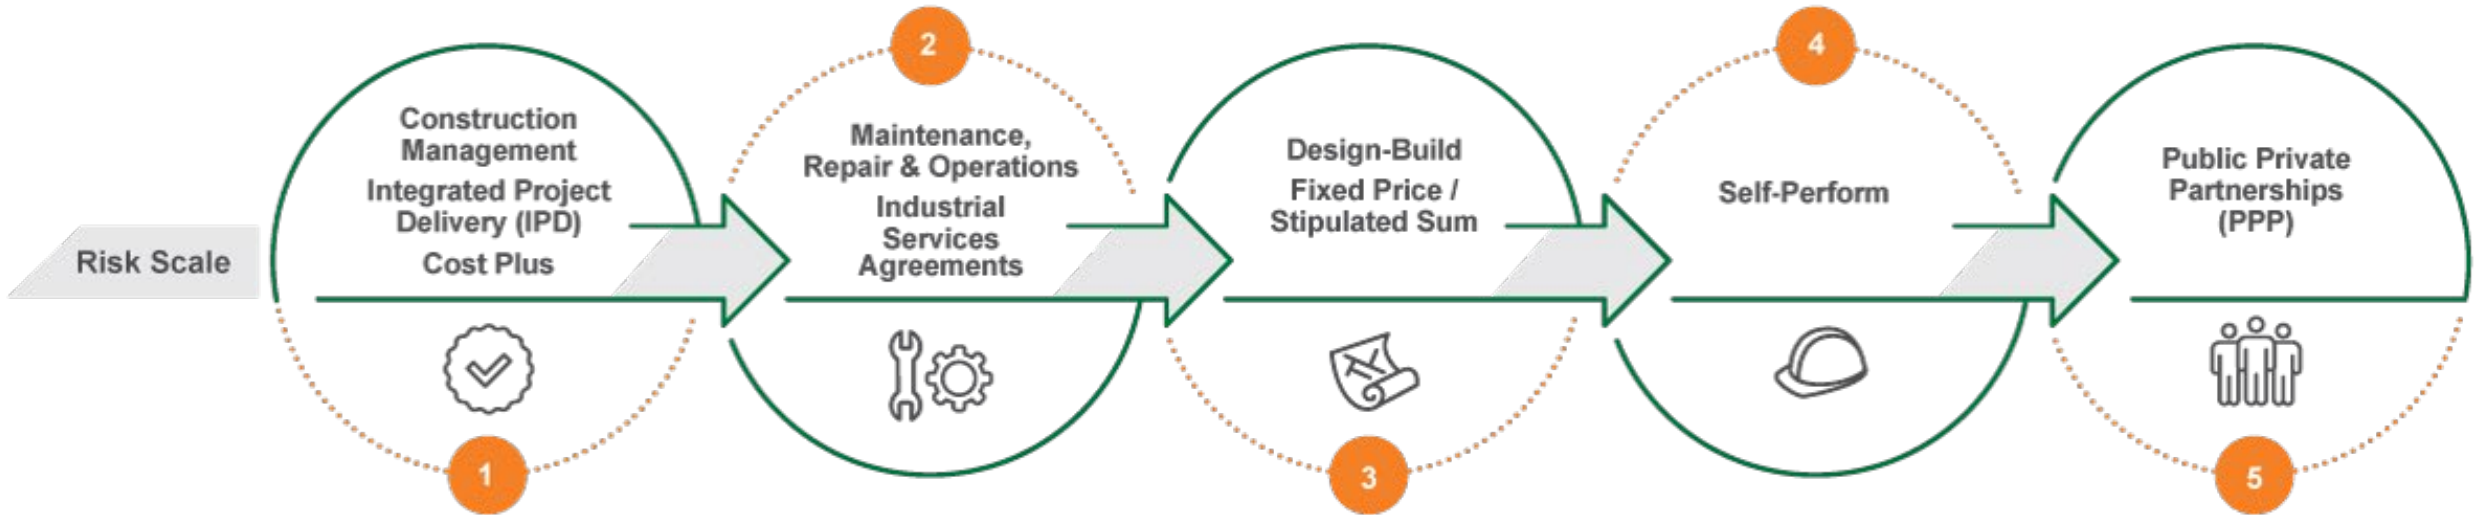 Risk Scale
Construction
Management
Integrated Project
Delivery (IPD)
Cost Plus
1
2
Maintenance,
Repair & Operations
Industrial
Services
Agreements
Design-Build
Fixed Price /
Stipulated Sum
3
4
Self-Perform
Public Private
Partnerships
(PPP)
5